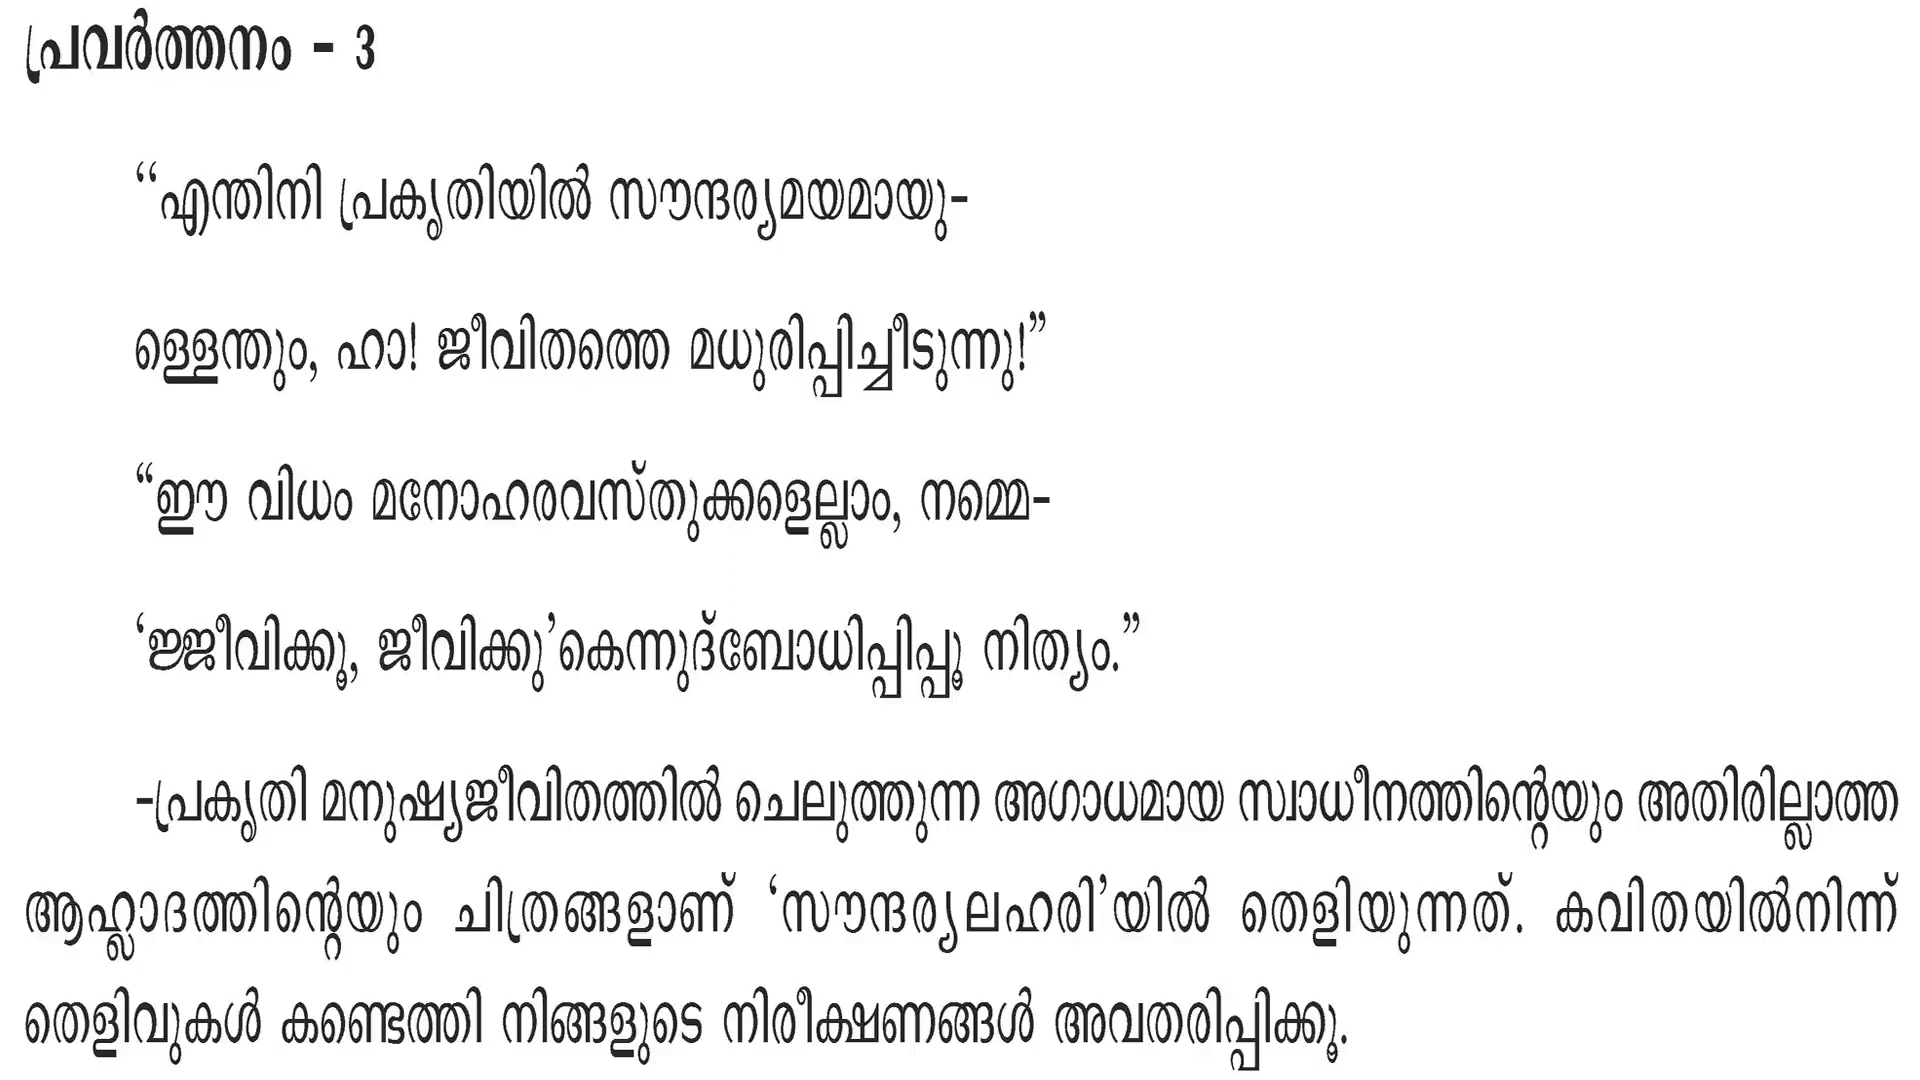 പ്രവർത്തനം - 3
‘‘എന്തിനി പ്രകൃതിയിൽ സൗന്ദര്യമയമായു-
ള്ളെന്തും, ഹാ! ജീവിതത്തെ മധുരിപ്പിച്ചീടുന്നു!”
“ഈ വിധം മനോഹരവസ്തുക്കളെല്ലാം, നമ്മെ-
‘ജ്ജീവിക്കൂ, ജീവിക്കു’കെന്നുദ്ബോധിപ്പിപ്പൂ നിത്യം.”
-പ്രകൃതി മനുഷ്യജീവിതത്തിൽ ചെലുത്തുന്ന അഗാധമായ സ്വാധീനത്തിന്റെയും അതിരില്ലാത്ത
ആഹ്ലാദത്തിന്റെയും ചിത്രങ്ങളാണ് ‘സൗന്ദര്യലഹരി’യിൽ തെളിയുന്നത്. കവിതയിൽനിന്ന്
തെളിവുകൾ കണ്ടെത്തി നിങ്ങളുടെ നിരീക്ഷണങ്ങൾ അവതരിപ്പിക്കൂ.